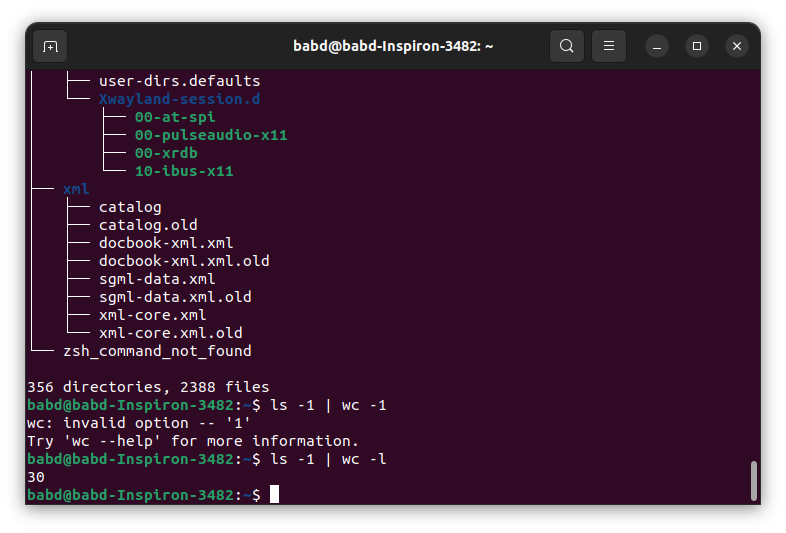 babd@babd-Inspiron-3482: ~
user-dirs.defaults
Xwayland-session.d
00-at-spi
00-pulseaudio-x11
00-xrdb
10-ibus-x11
xml
catalog
catalog.old
docbook-xml.xml
docbook-xml.xml.old
sgml-data.xml
sgml-data.xml.old
xml-core.xml
xml-core.xml.old
zsh_command_not_found
356 directories, 2388 files
babd@babd-Inspiron-3482:~$ ls -1 | wc -1
wc: invalid option -- '1'
Try 'wc --help' for more information.
babd@babd-Inspiron-3482:~$ ls -1 | wc -l
30
babd@babd-Inspiron-3482:~$